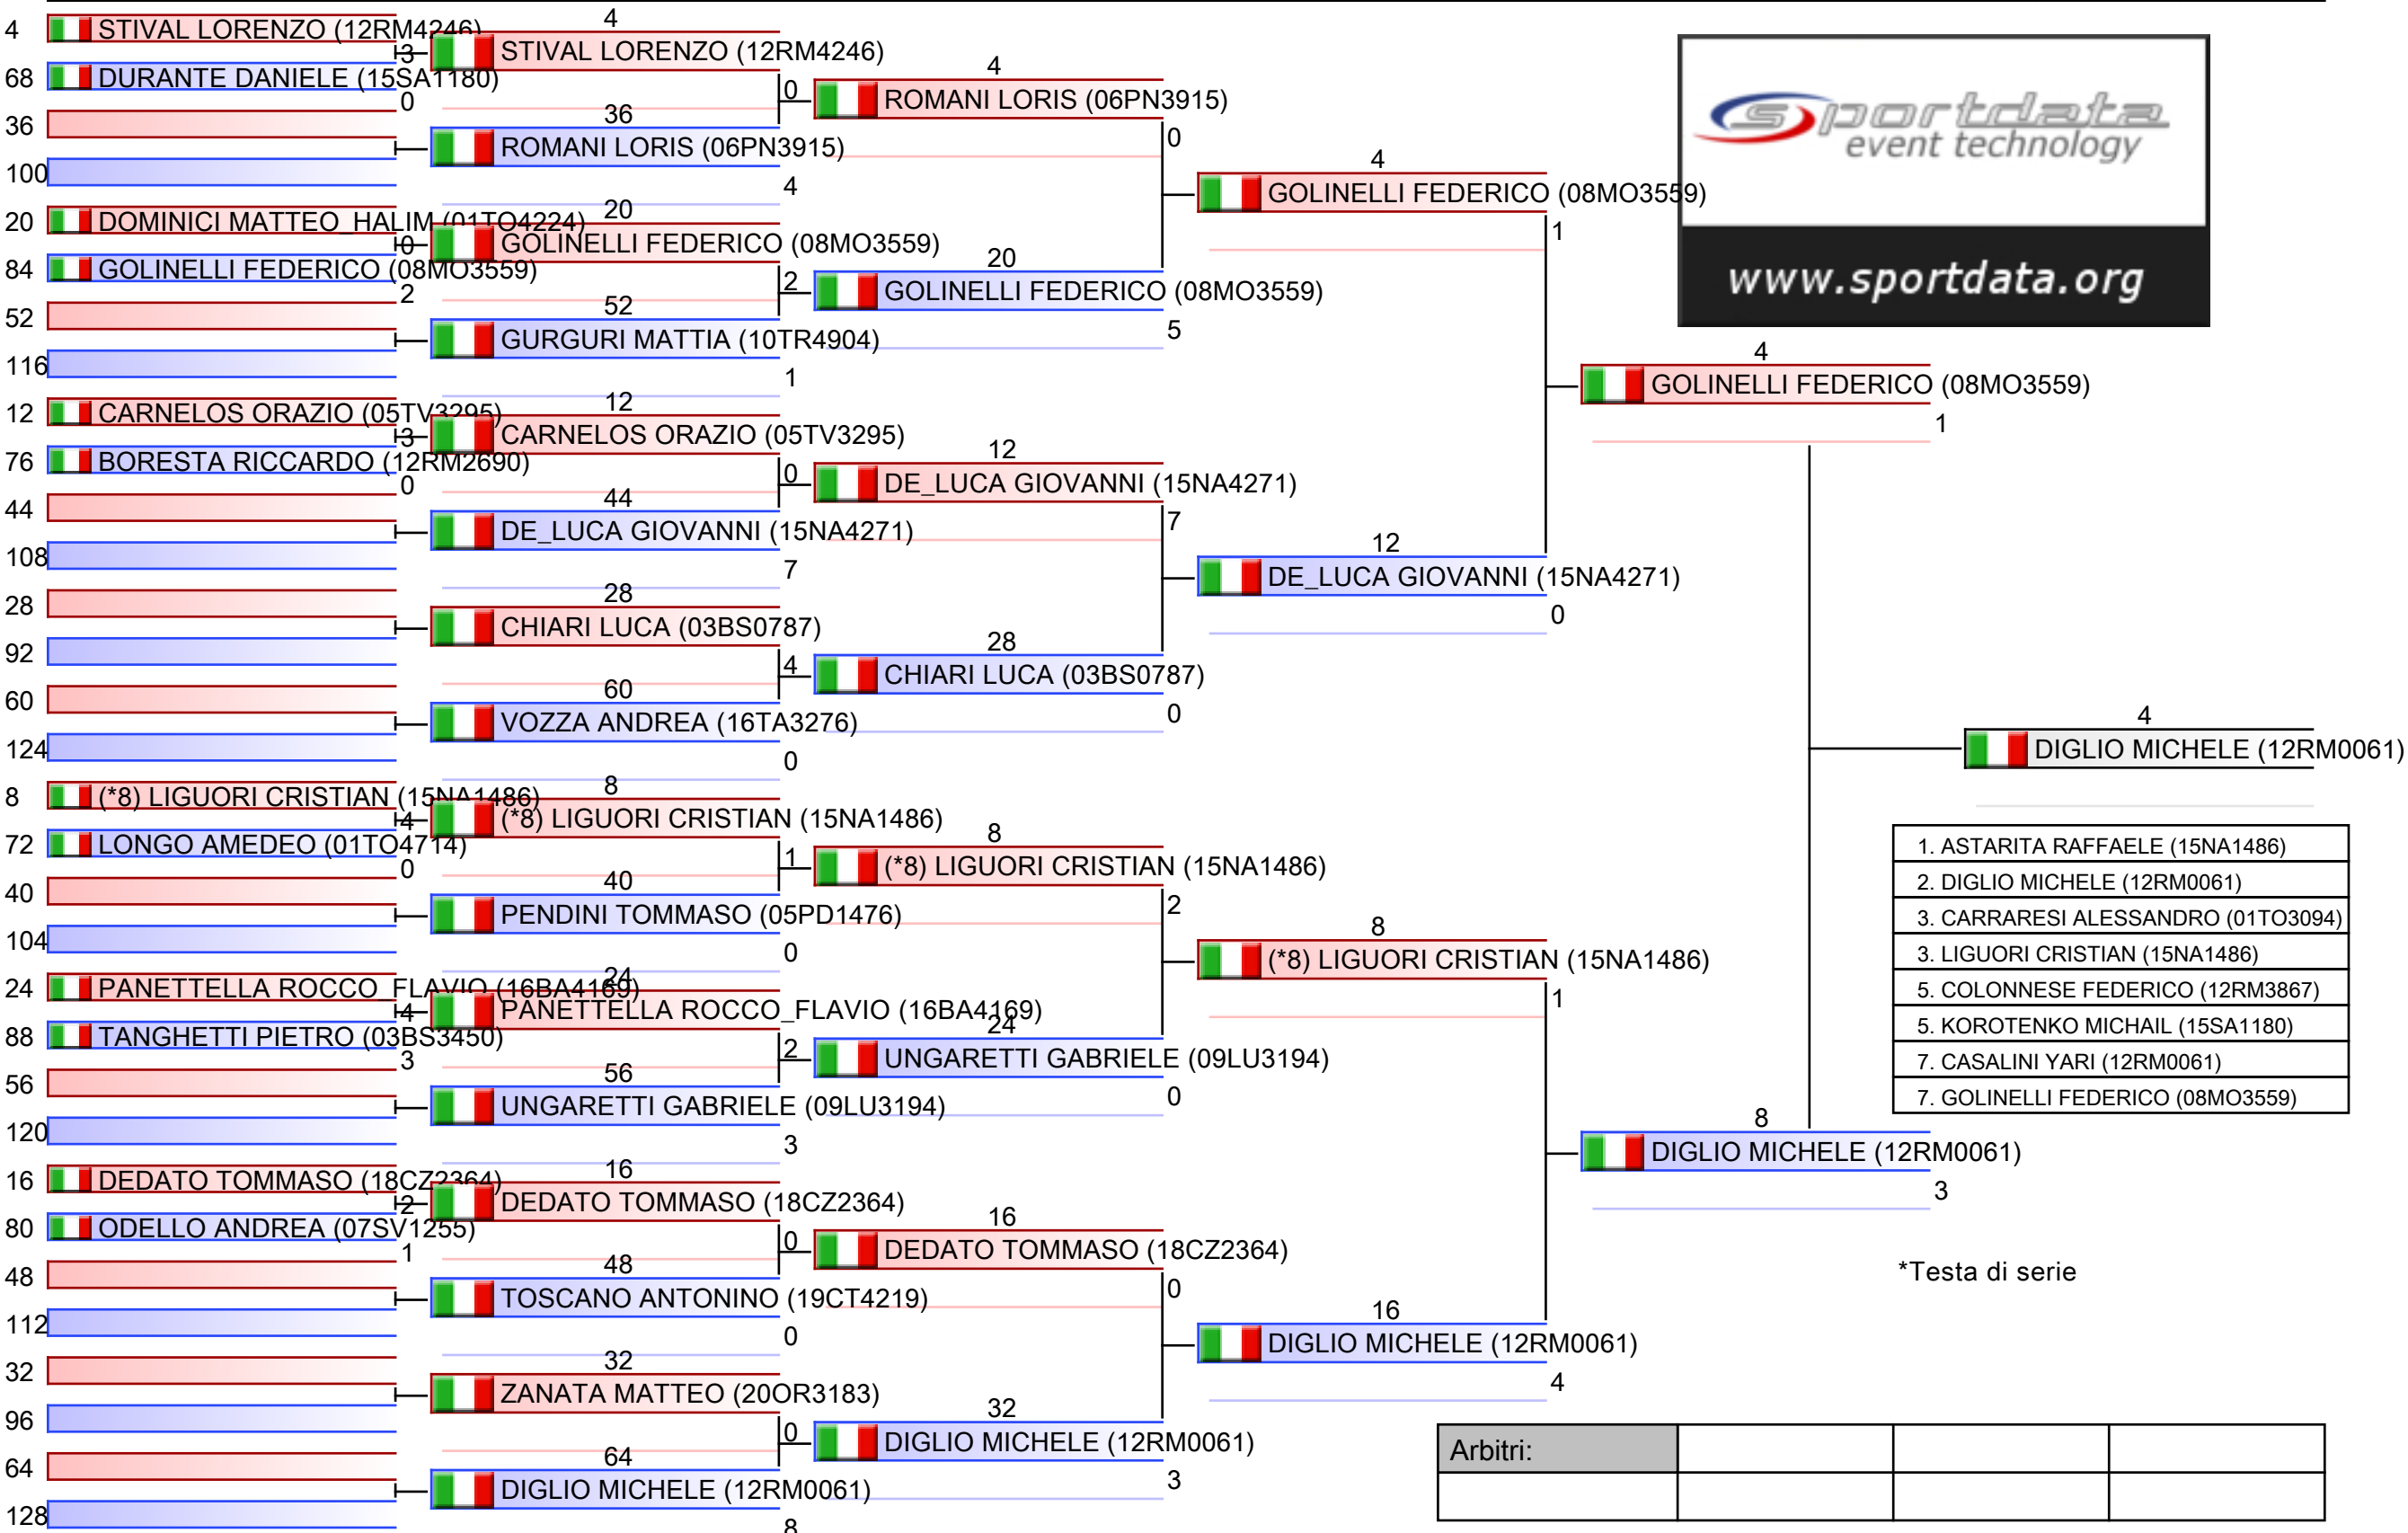 4 STIVAL LORENZO (12RM4246)
3
68 DURANTE DANIELE (15SA1180)
0
36
100
20 DOMINICI MATTEO_HALIM (01TO4224)
0
84 GOLINELLI FEDERICO (08MO3559)
2
52
116
12 CARNELOS ORAZIO (05TV3295)
3
76 BORESTA RICCARDO (12RM2690)
0
44
108
28
92
60
124
8 (*8) LIGUORI CRISTIAN (15NA1486)
4
72 LONGO AMEDEO (01TO4714)
0
40
104
24 PANETTELLA ROCCO_FLAVIO (16BA4169)
4
88 TANGHETTI PIETRO (03BS3450)
3
56
120
16 DEDATO TOMMASO (18CZ2364)
2
80 ODELLO ANDREA (07SV1255)
1
48
112
32
96
64
128
4
STIVAL LORENZO (12RM4246)
0
36
ROMANI LORIS (06PN3915)
4
20
GOLINELLI FEDERICO (08MO3559)
2
52
GURGURI MATTIA (10TR4904)
1
12
CARNELOS ORAZIO (05TV3295)
0
44
DE_LUCA GIOVANNI (15NA4271)
7
28
CHIARI LUCA (03BS0787)
4
60
VOZZA ANDREA (16TA3276)
0
8
(*8) LIGUORI CRISTIAN (15NA1486)
1
40
PENDINI TOMMASO (05PD1476)
0
24
PANETTELLA ROCCO_FLAVIO (16BA4169)
2
56
UNGARETTI GABRIELE (09LU3194)
3
16
DEDATO TOMMASO (18CZ2364)
0
48
TOSCANO ANTONINO (19CT4219)
0
32
ZANATA MATTEO (20OR3183)
0
64
DIGLIO MICHELE (12RM0061)
8
4
ROMANI LORIS (06PN3915)
0
20
GOLINELLI FEDERICO (08MO3559)
5
12
DE_LUCA GIOVANNI (15NA4271)
7
28
CHIARI LUCA (03BS0787)
0
8
(*8) LIGUORI CRISTIAN (15NA1486)
2
24
UNGARETTI GABRIELE (09LU3194)
0
16
DEDATO TOMMASO (18CZ2364)
0
32
DIGLIO MICHELE (12RM0061)
3
4
GOLINELLI FEDERICO (08MO3559)
1
12
DE_LUCA GIOVANNI (15NA4271)
0
8
(*8) LIGUORI CRISTIAN (15NA1486)
1
16
DIGLIO MICHELE (12RM0061)
4
sportdata
event technology
www.sportdata.org
4
GOLINELLI FEDERICO (08MO3559)
1
8
DIGLIO MICHELE (12RM0061)
3
4
DIGLIO MICHELE (12RM0061)
1. ASTARITA RAFFAELE (15NA1486)
2. DIGLIO MICHELE (12RM0061)
3. CARRARESI ALESSANDRO (01TO3094)
3. LIGUORI CRISTIAN (15NA1486)
5. COLONNESE FEDERICO (12RM3867)
5. KOROTENKO MICHAIL (15SA1180)
7. CASALINI YARI (12RM0061)
7. GOLINELLI FEDERICO (08MO3559)
*Testa di serie
Arbitri: